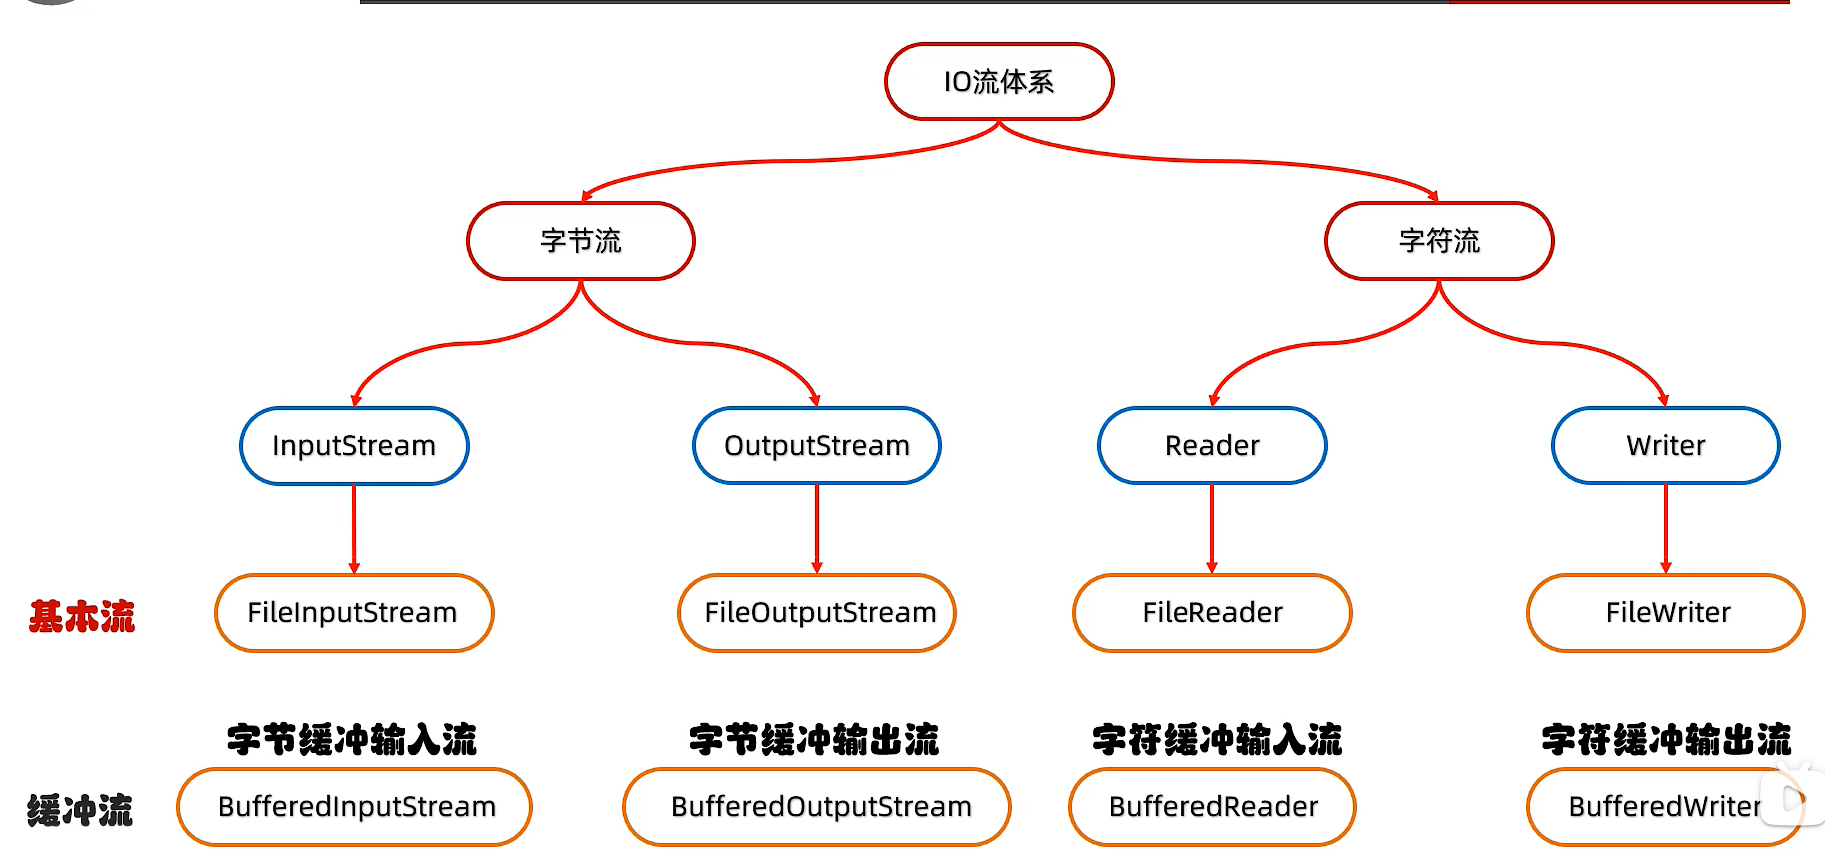 IO流体系
字节流
字符流
InputStream
OutputStream
Reader
Writer
基本流
FileInputStream
FileOutputStream
FileReader
FileWriter
字节缓冲输入流
字节缓冲输出流
字符缓冲输入流
字符缓冲输出流
缓冲流
BufferedInputStream
BufferedOutputStream
BufferedReader
BufferedWriter